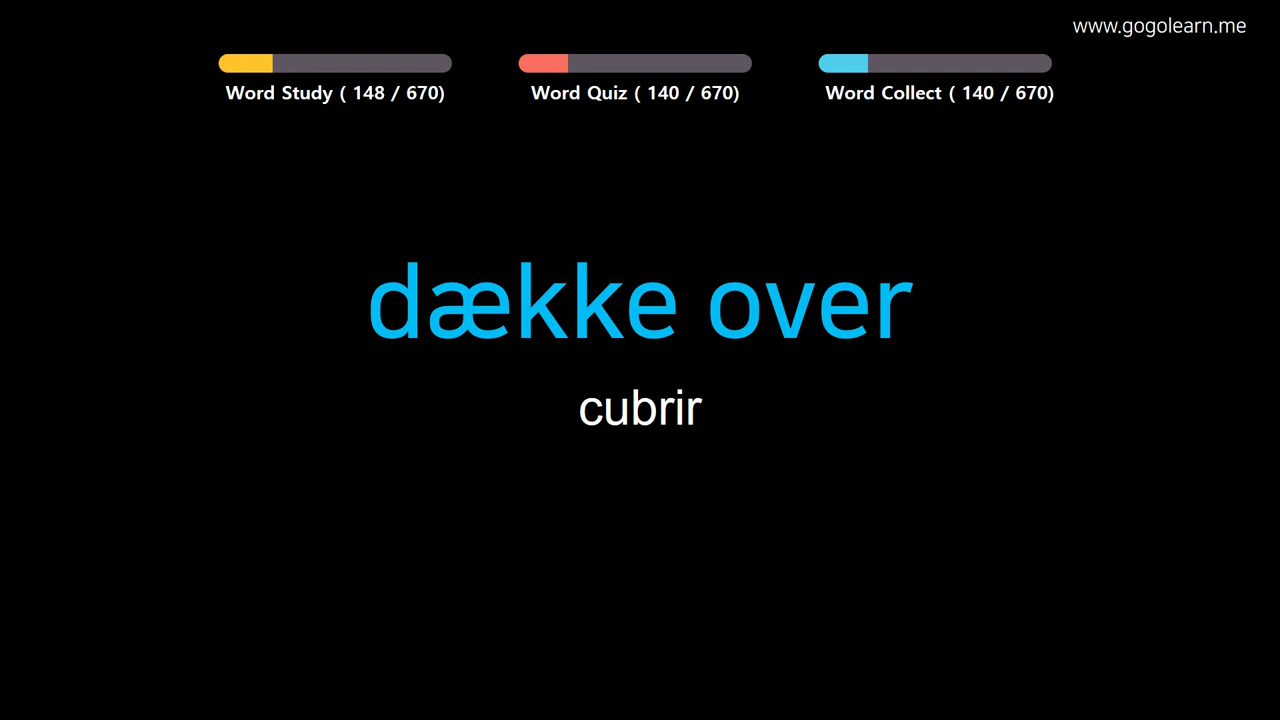 www.gogolearn.me
Word Study ( 148 / 670)
Word Quiz ( 140 / 670)
Word Collect ( 140 / 670)
dække over
cubrir